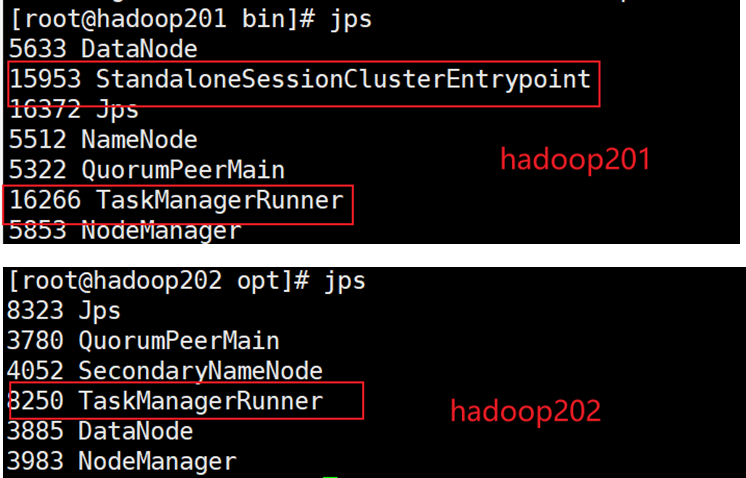 [root@hadoop201 bin]# jps
5633 DataNode
15953 StandaloneSessionClusterEntrypoint
16372 Jps
5512 NameNode
hadoop201
5322 QuorumPeerMain
16266 TaskManagerRunner
5853 NodeManager
[root@hadoop202 opt]# jps
8323 Jps
3780 QuorumPeerMain
4052 SecondaryNameNode
8250 TaskManagerRunner
hadoop202
3885 DataNode
3983 NodeManager